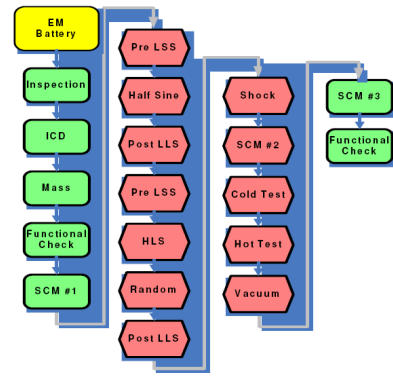 EM
Battery
Inspection
ICD
Mass
Functional
Check
SCM #1
Pre LSS
Half Sine
Post LLS
Pre LSS
HLS
Random
Post LLS
Shock
SCM #2
Cold Test
Hot Test
Vacuum
SCM #3
Functional
Check